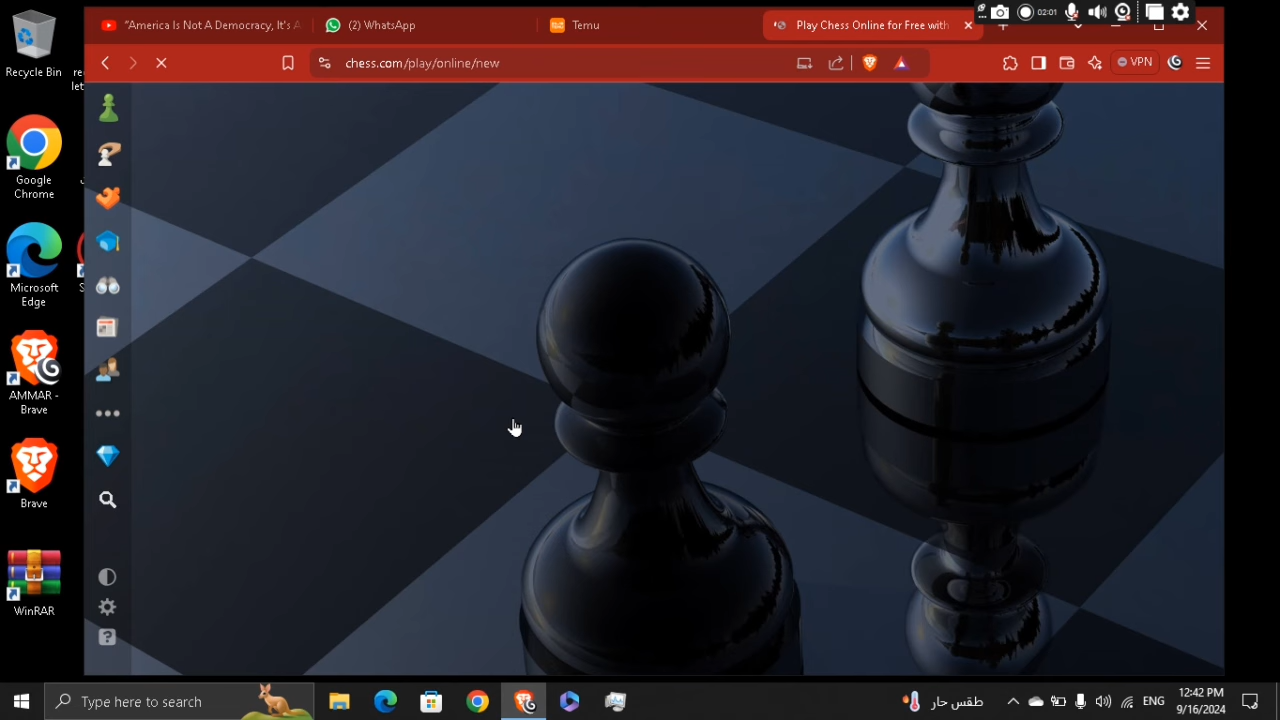 "America Is Not A Democracy, It's A
(2) WhatsApp
Temu
Play Chess Online for Free with
02:01
chess.com/play/online/new
VPN
Recycle Bin
Google Chrome
Microsoft Edge
AMMAR - Brave
Brave
WinRAR
Type here to search
طقس حار
ENG
12:42 PM
9/16/2024